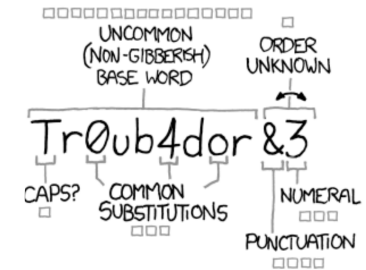 UNCOMMON
(NON-GIBBERISH)
BASE WORD
ORDER
UNKNOWN
Tr0ub4dor &3
CAPS?
COMMON
SUBSTITUTIONS
NUMERAL
PUNCTUATION